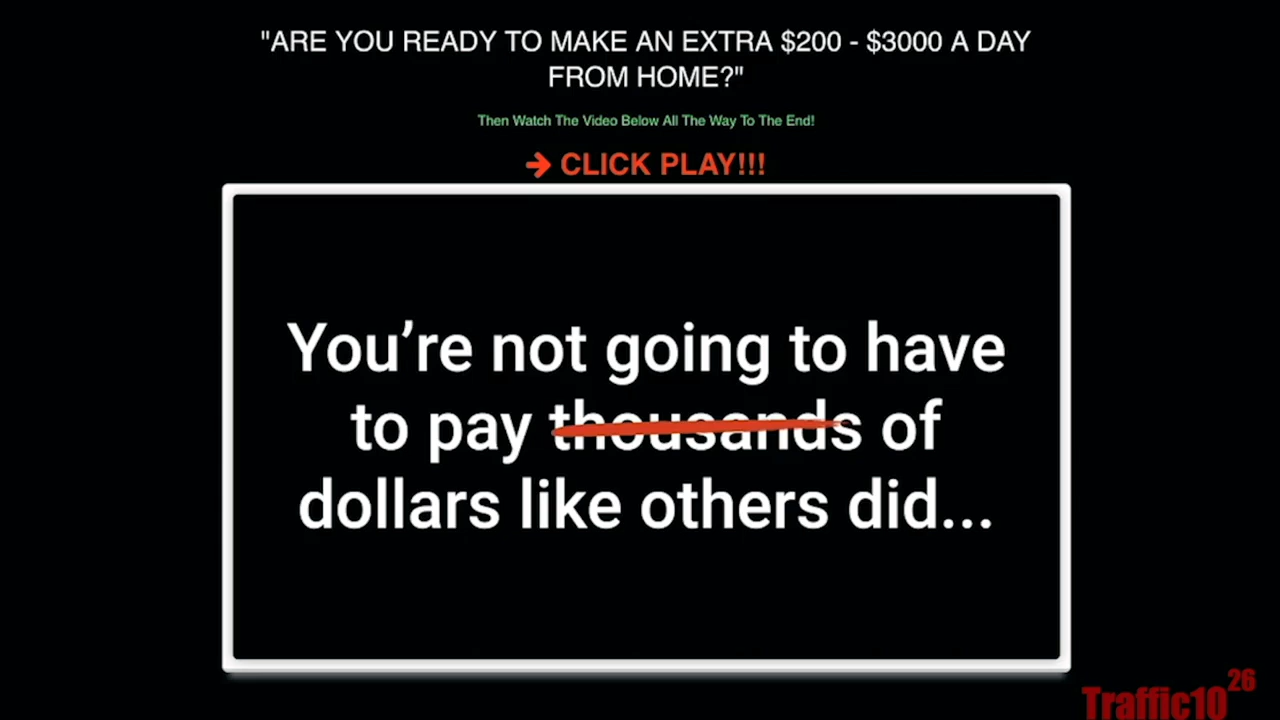 "ARE YOU READY TO MAKE AN EXTRA $200 - $3000 A DAY
FROM HOME?"
Then Watch The Video Below All The Way To The End!
→ CLICK PLAY!!!
You’re not going to have
to pay thousands of
dollars like others did...
Traffic10 26